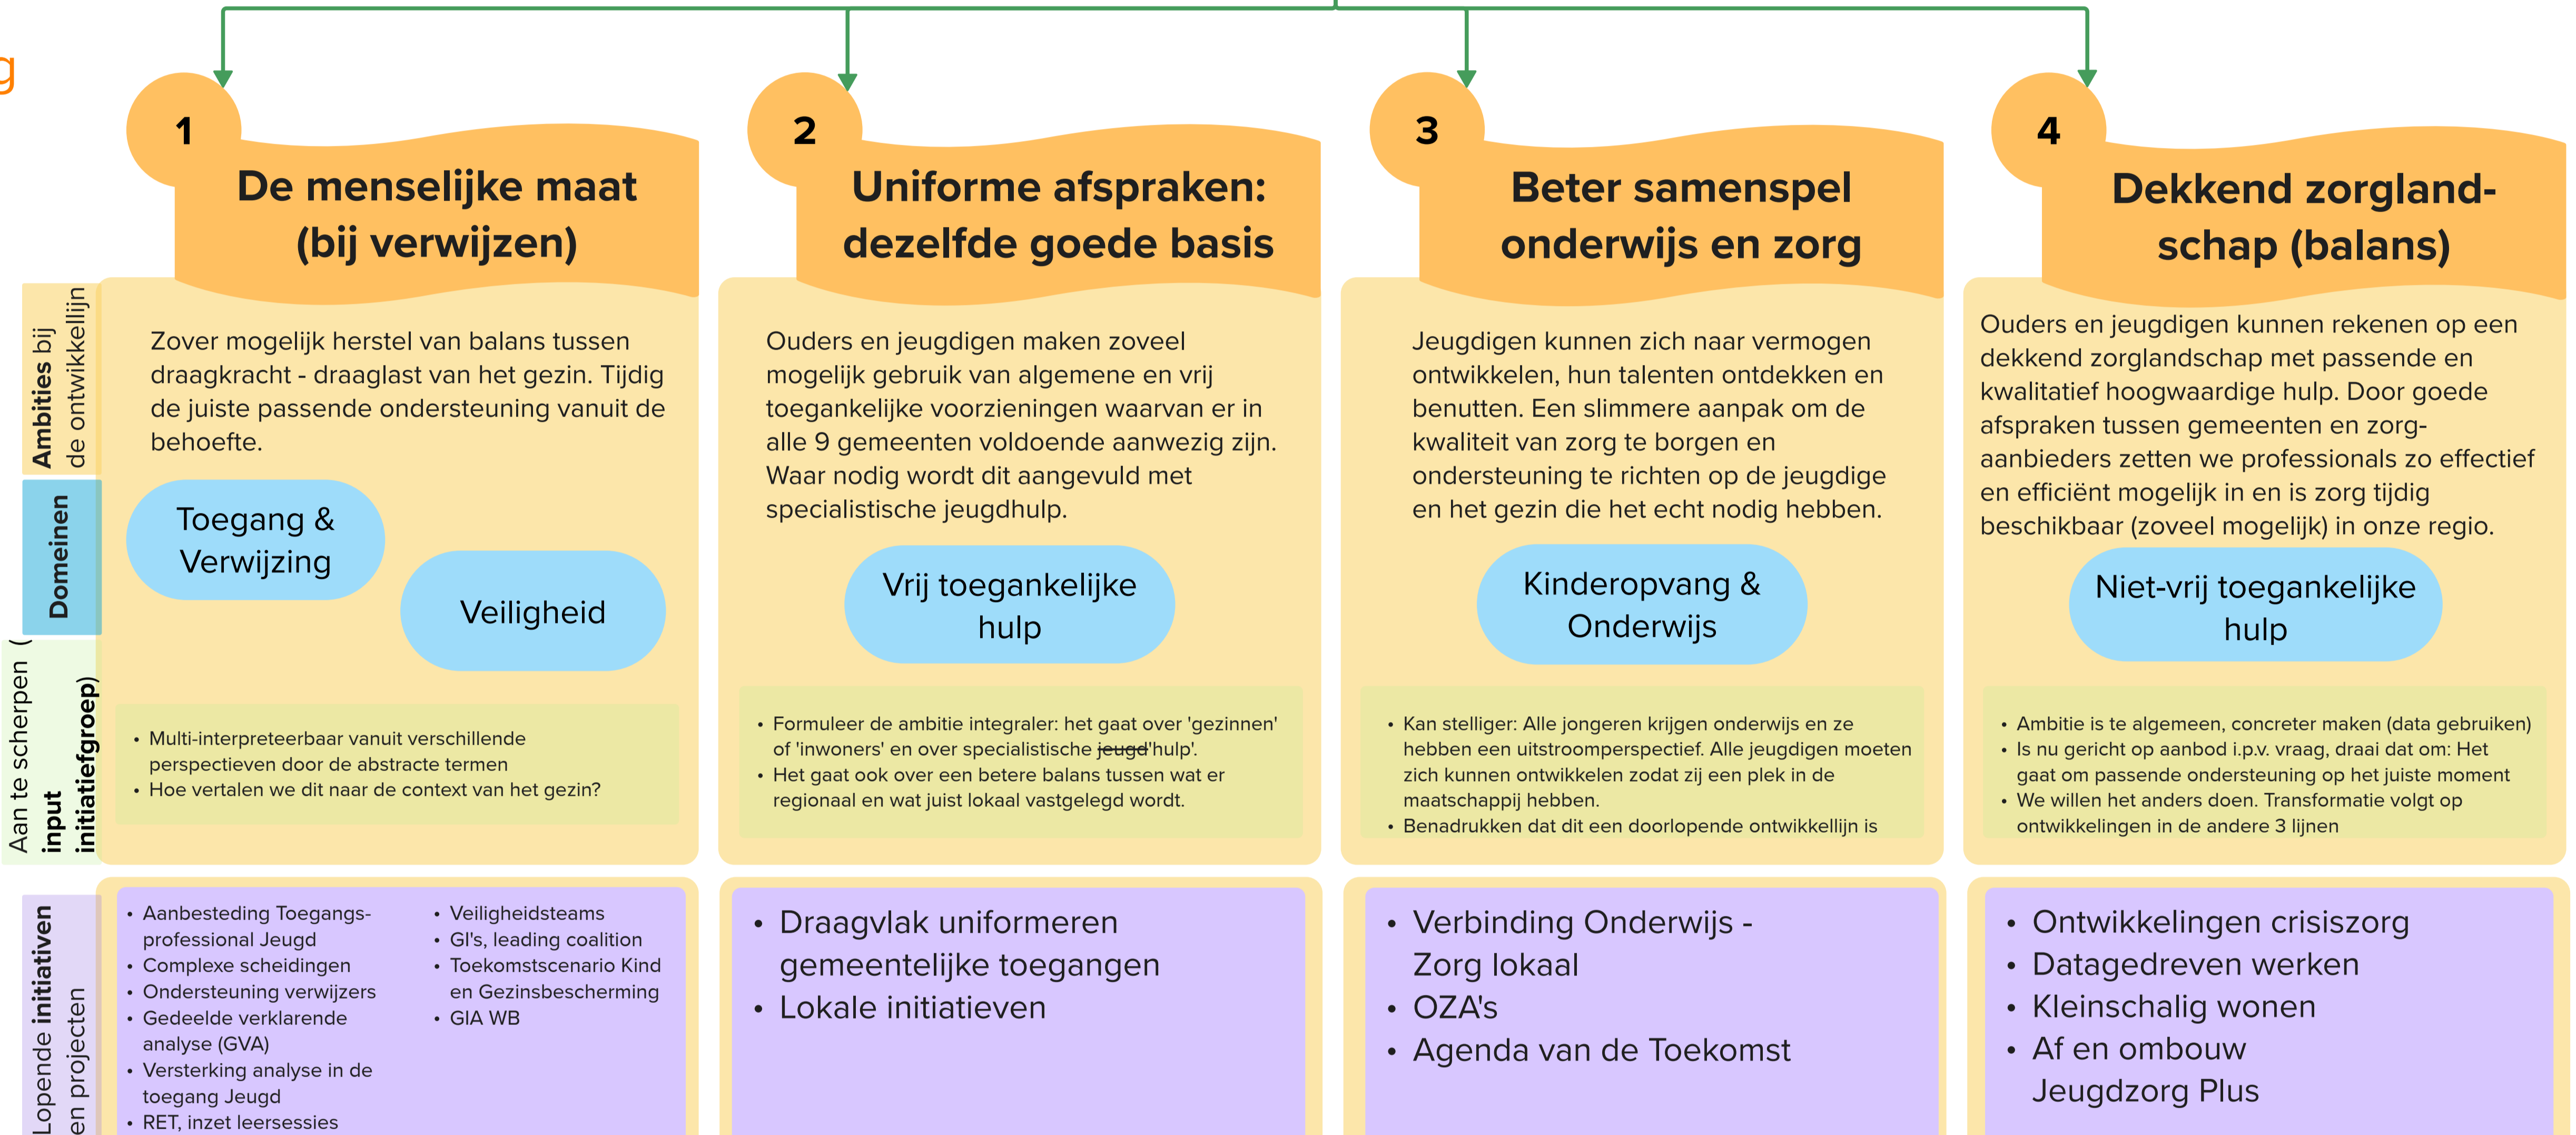 g
1
De menselijke maat
(bij verwijzen)
2
Uniforme afspraken:
dezelfde goede basis
3
Beter samenspel
onderwijs en zorg
4
Dekkend zorgland-
schap (balans)
Ambities bij
de ontwikkellijn
Zover mogelijk herstel van balans tussen
draagkracht - draaglast van het gezin. Tijdig
de juiste passende ondersteuning vanuit de
behoefte.
Ouders en jeugdigen maken zoveel
mogelijk gebruik van algemene en vrij
toegankelijke voorzieningen waarvan er in
alle 9 gemeenten voldoende aanwezig zijn.
Waar nodig wordt dit aangevuld met
specialistische jeugdhulp.
Jeugdigen kunnen zich naar vermogen
ontwikkelen, hun talenten ontdekken en
benutten. Een slimmere aanpak om de
kwaliteit van zorg te borgen en
ondersteuning te richten op de jeugdige
en het gezin die het echt nodig hebben.
Ouders en jeugdigen kunnen rekenen op een
dekkend zorglandschap met passende en
kwalitatief hoogwaardige hulp. Door goede
afspraken tussen gemeenten en zorg-
aanbieders zetten we professionals zo effectief
en efficiënt mogelijk in en is zorg tijdig
beschikbaar (zoveel mogelijk) in onze regio.
Domeinen
Toegang &
Verwijzing
Veiligheid
Vrij toegankelijke
hulp
Kinderopvang &
Onderwijs
Niet-vrij toegankelijke
hulp
Aan te scherpen (
input
initiatiefgroep)
• Multi-interpreteerbaar vanuit verschillende
perspectieven door de abstracte termen
• Hoe vertalen we dit naar de context van het gezin?
• Formuleer de ambitie integraler: het gaat over 'gezinnen'
of 'inwoners' en over specialistische jeugd'hulp'.
• Het gaat ook over een betere balans tussen wat er
regionaal en wat juist lokaal vastgelegd wordt.
• Kan stelliger: Alle jongeren krijgen onderwijs en ze
hebben een uitstroomperspectief. Alle jeugdigen moeten
zich kunnen ontwikkelen zodat zij een plek in de
maatschappij hebben.
• Benadrukken dat dit een doorlopende ontwikkellijn is
• Ambitie is te algemeen, concreter maken (data gebruiken)
• Is nu gericht op aanbod i.p.v. vraag, draai dat om: Het
gaat om passende ondersteuning op het juiste moment
• We willen het anders doen. Transformatie volgt op
ontwikkelingen in de andere 3 lijnen
Lopende initiatieven
en projecten
• Aanbesteding Toegangs-
professional Jeugd
• Complexe scheidingen
• Ondersteuning verwijzers
• Gedeelde verklarende
analyse (GVA)
• Versterking analyse in de
toegang Jeugd
• RET, inzet leersessies
• Veiligheidsteams
• GI's, leading coalition
• Toekomstscenario Kind
en Gezinsbescherming
• GIA WB
• Draagvlak uniformeren
gemeentelijke toegangen
• Lokale initiatieven
• Verbinding Onderwijs -
Zorg lokaal
• OZA's
• Agenda van de Toekomst
• Ontwikkelingen crisiszorg
• Datagedreven werken
• Kleinschalig wonen
• Af en ombouw
Jeugdzorg Plus